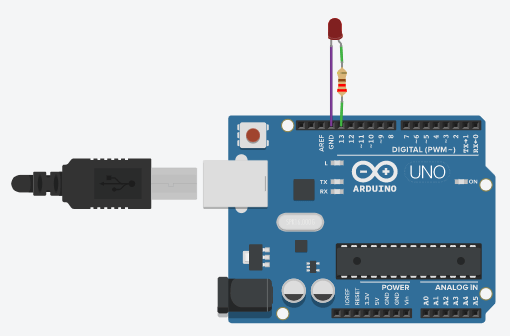 AREF
GND
13
12
~11
~10
~9
8
7
~6
~5
4
~3
2
TX→1
RX←0
DIGITAL (PWM~)
L
TX
RX
ARDUINO
UNO
ON
IOREF
RESET
3.3V
5V
GND
GND
Vin
POWER
A0
A1
A2
A3
A4
A5
ANALOG IN